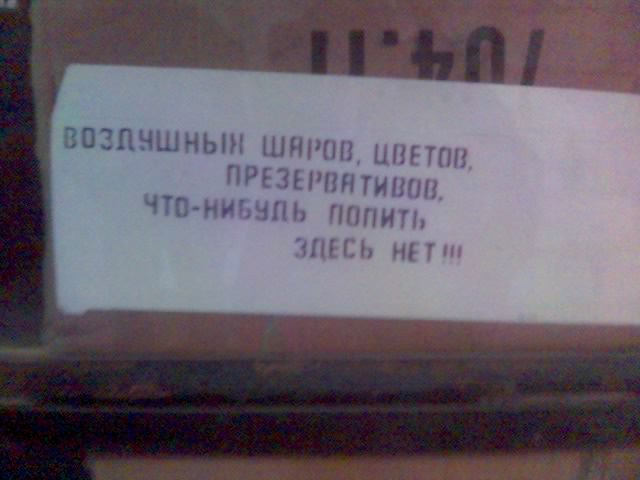 ВОЗДУШНЫХ ШАРОВ, ЦВЕТОВ,
ПРЕЗЕРВАТИВОВ,
ЧТО-НИБУДЬ ПОПИТЬ
ЗДЕСЬ НЕТ!!!